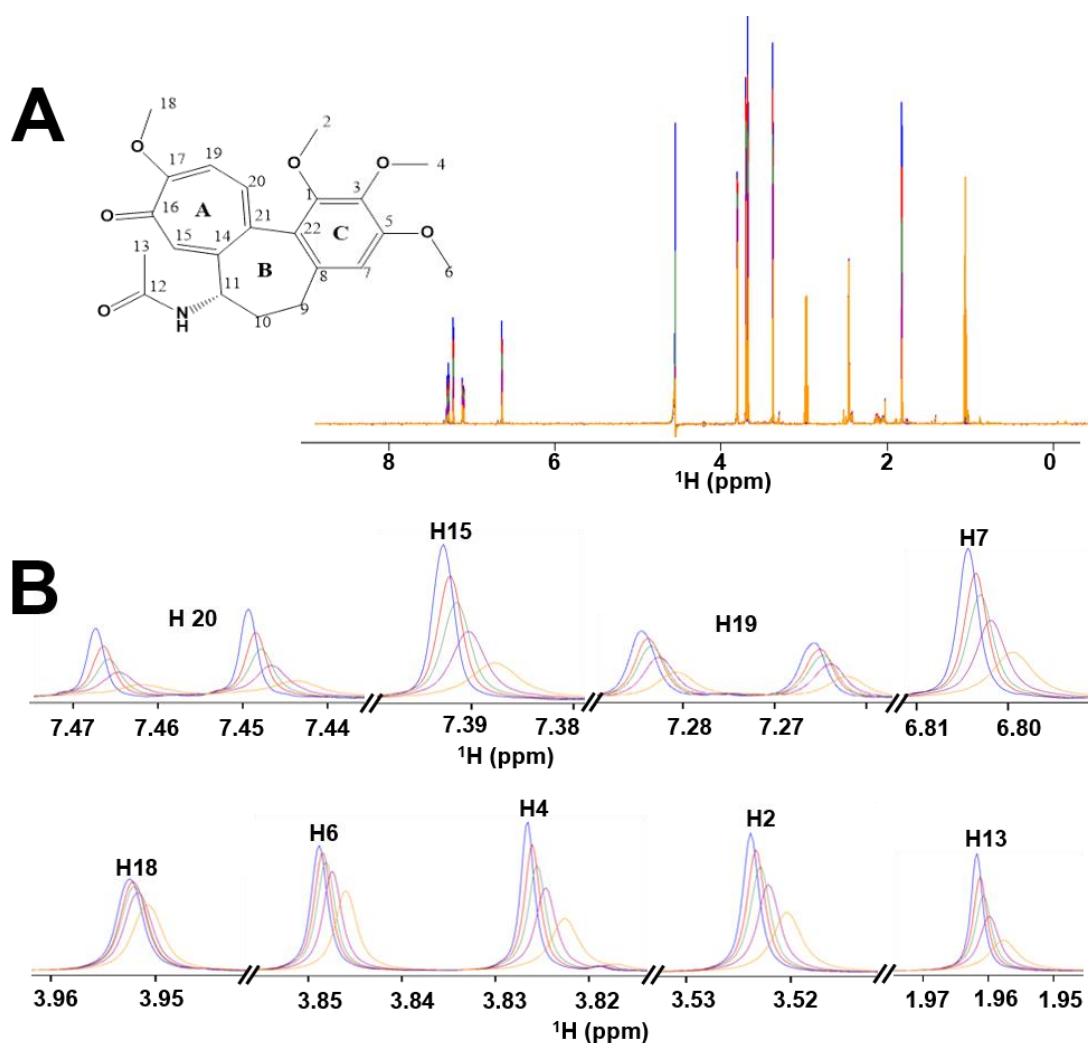 A
18
O
17
19
20
2
O
1
3
O
4
16
A
21
22
C
5
O
6
O
15
14
B
8
7
13
11
9
12
10
O
N
H
8
6
4
2
0
¹H (ppm)
B
H 20
H15
H19
H7
7.47 7.46 7.45 7.44 7.39 7.38 7.28 7.27 6.81 6.80
¹H (ppm)
H18
H6
H4
H2
H13
3.96 3.95 3.85 3.84 3.83 3.82 3.53 3.52 1.97 1.96 1.95
¹H (ppm)